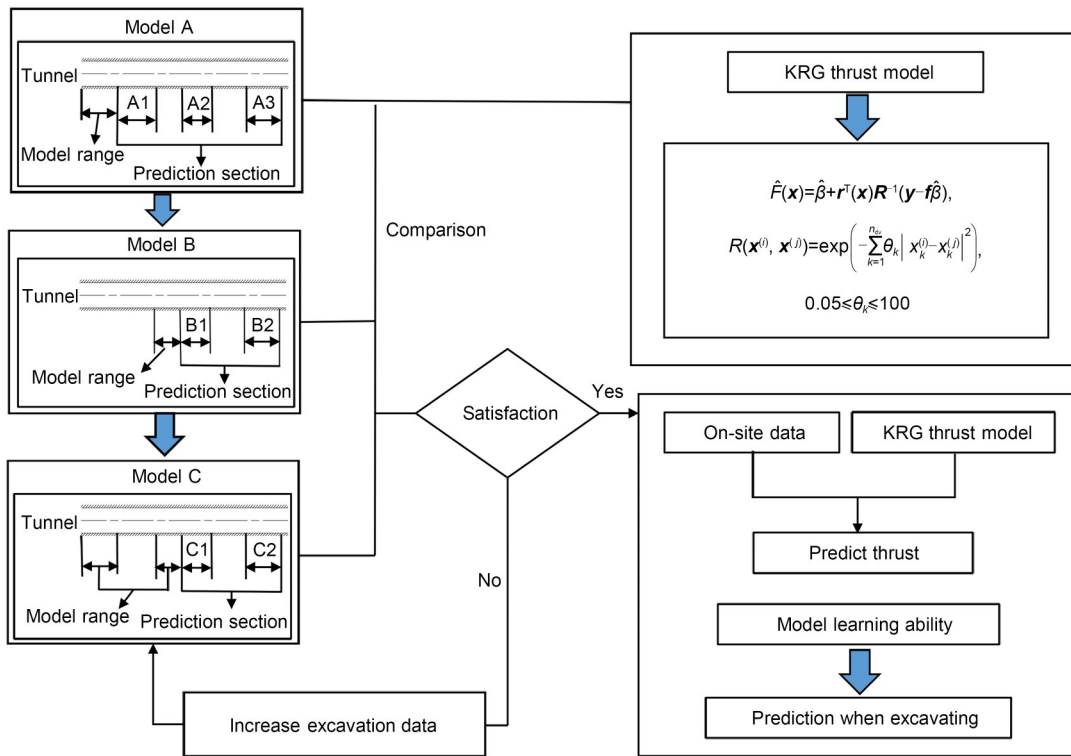 Model A
Tunnel
A1
A2
A3
Model range
Prediction section
Model B
Tunnel
B1
B2
Model range
Prediction section
Model C
Tunnel
C1
C2
Model range
Prediction section
Increase excavation data
Comparison
Satisfaction
Yes
No
KRG thrust model
F̂(x)=β̂+rᵀ(x)R⁻¹(y−fβ̂),
R(x⁽ⁱ⁾, x⁽ʲ⁾)=exp(−∑ₖ₌₁ⁿᵈᵛ θₖ| xₖ⁽ⁱ⁾−xₖ⁽ʲ⁾|²),
0.05≤θₖ≤100
On-site data
KRG thrust model
Predict thrust
Model learning ability
Prediction when excavating